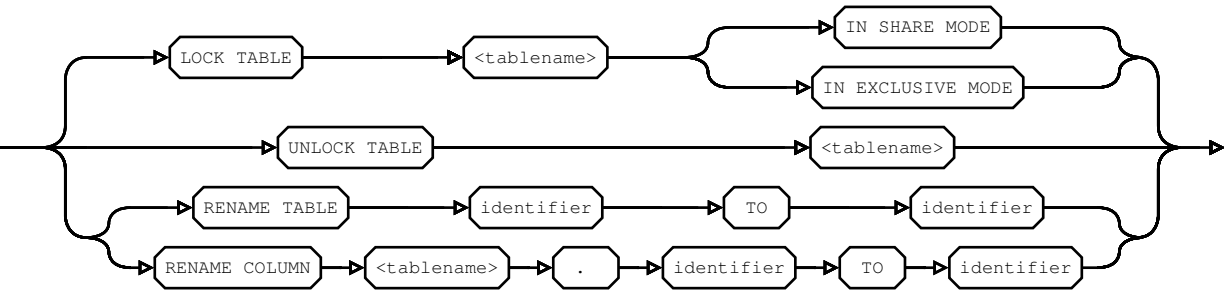 IN SHARE MODE
LOCK TABLE <tablename>
IN EXCLUSIVE MODE
UNLOCK TABLE <tablename>
RENAME TABLE identifier TO identifier
RENAME COLUMN <tablename> . identifier TO identifier